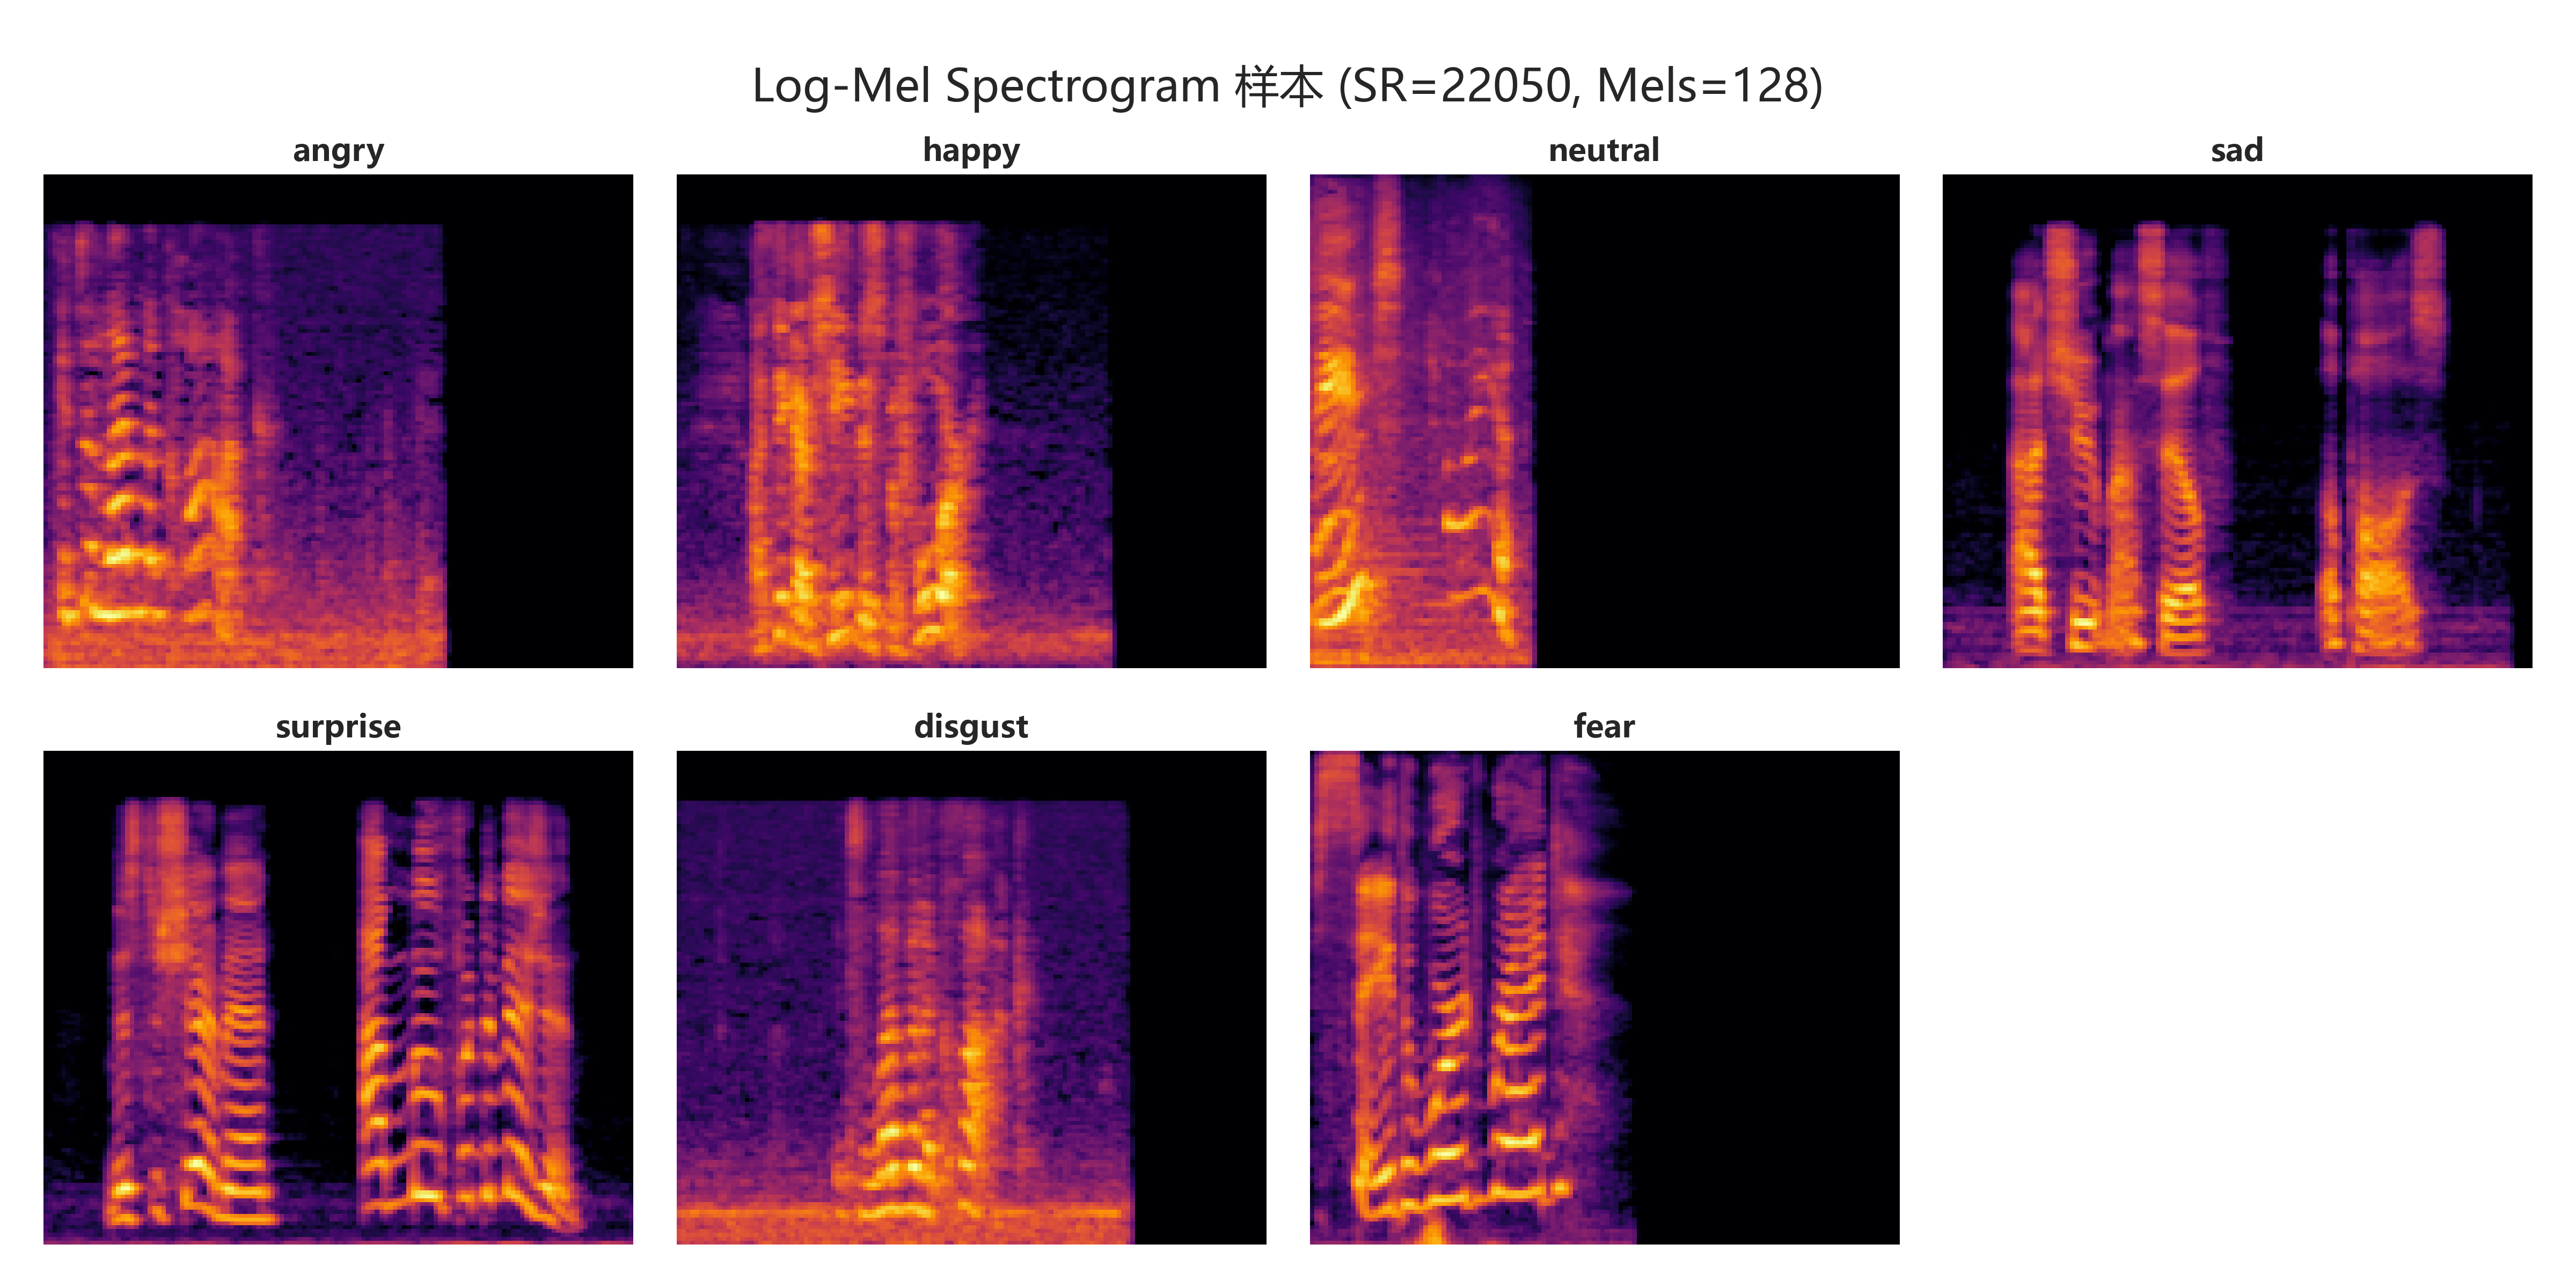 Log-Mel Spectrogram 样本 (SR=22050, Mels=128)
angry
happy
neutral
sad
surprise
disgust
fear